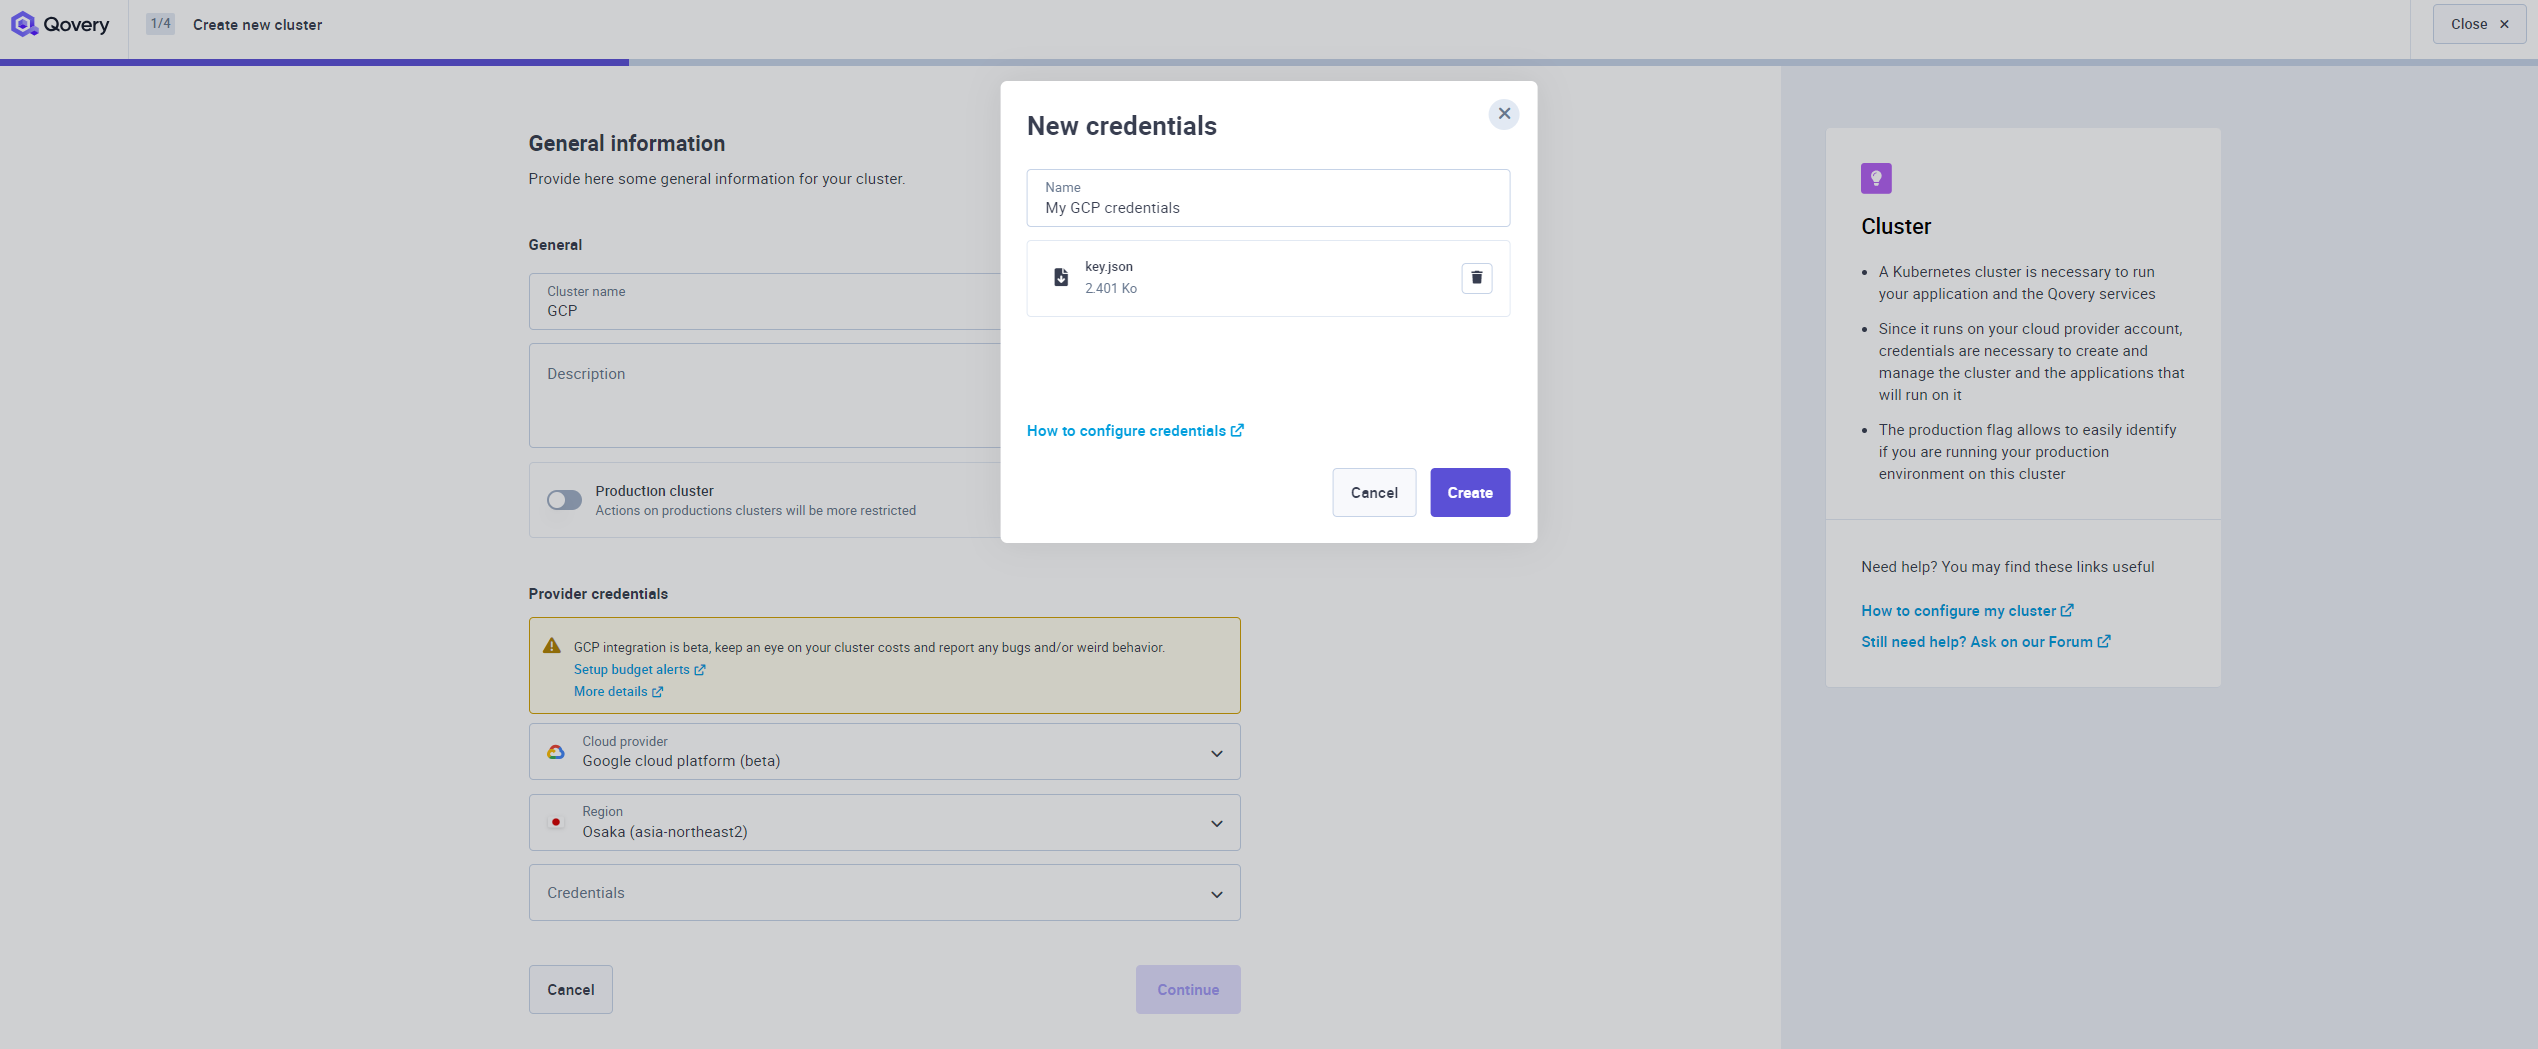 Qovery
1/4
Create new cluster
Close
General information
Provide here some general information for your cluster.
General
Cluster name
GCP
Description
Production cluster
Actions on productions clusters will be more restricted
Provider credentials
GCP integration is beta, keep an eye on your cluster costs and report any bugs and/or weird behavior.
Setup budget alerts
More details
Cloud provider
Google cloud platform (beta)
Region
Osaka (asia-northeast2)
Credentials
Cancel
Continue
New credentials
Name
My GCP credentials
key.json
2.401 Ko
How to configure credentials
Cancel
Create
Cluster
A Kubernetes cluster is necessary to run
your application and the Qovery services
Since it runs on your cloud provider account,
credentials are necessary to create and
manage the cluster and the applications that
will run on it
The production flag allows to easily identify
if you are running your production
environment on this cluster
Need help? You may find these links useful
How to configure my cluster
Still need help? Ask on our Forum